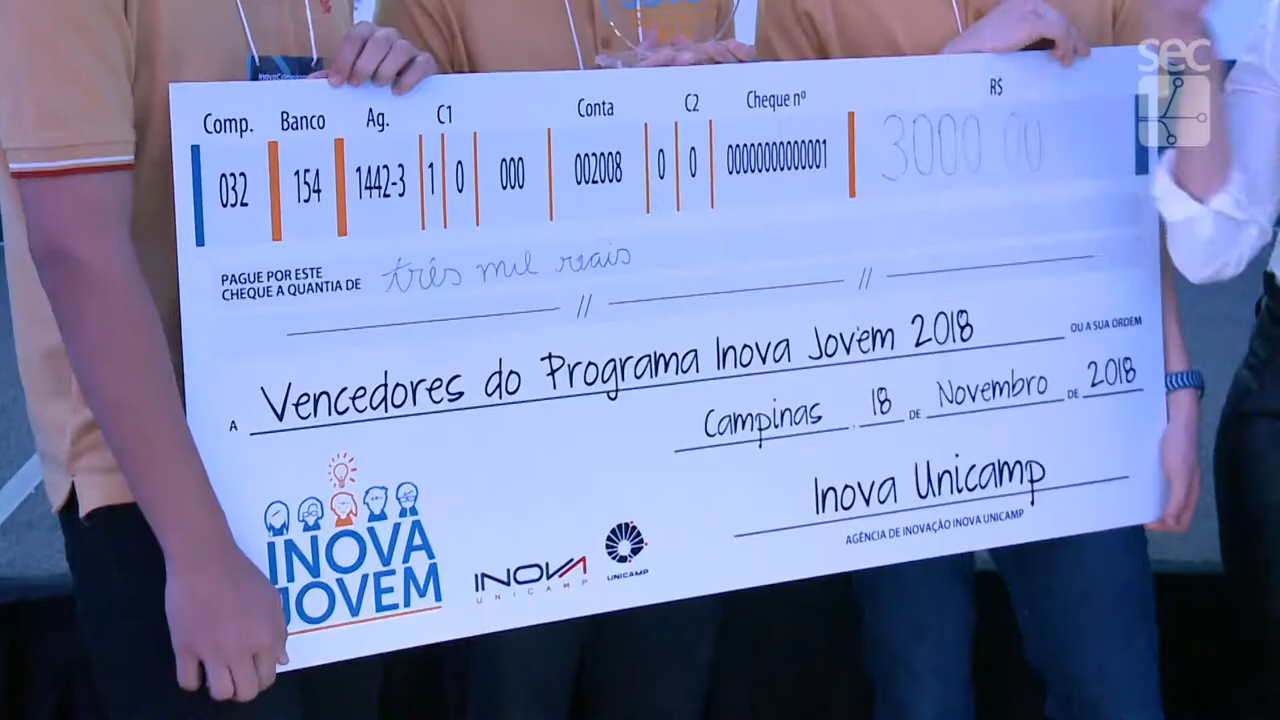 sec
InovaCampinas
Comp. Banco Ag. C1 Conta C2 Cheque nº R$
032 154 1442-3 1 0 000 002008 0 0 00000000000001 3000 00
PAGUE POR ESTE
CHEQUE A QUANTIA DE três mil reais
// //
A Vencedores do Programa Inova Jovem 2018 OU A SUA ORDEM
Campinas, 18 DE Novembro DE 2018
Inova Unicamp
AGÊNCIA DE INOVAÇÃO INOVA UNICAMP
INOVA
JOVEM
INOVA
UNICAMP
UNICAMP